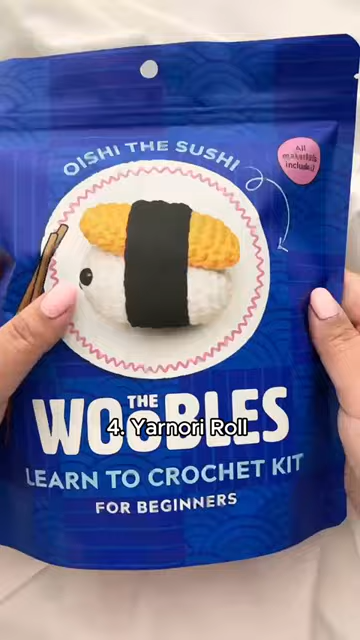 OISHI THE SUSHI
All
materials
included!
THE
WOOBLES
4. Yarnori Roll
LEARN TO CROCHET KIT
FOR BEGINNERS